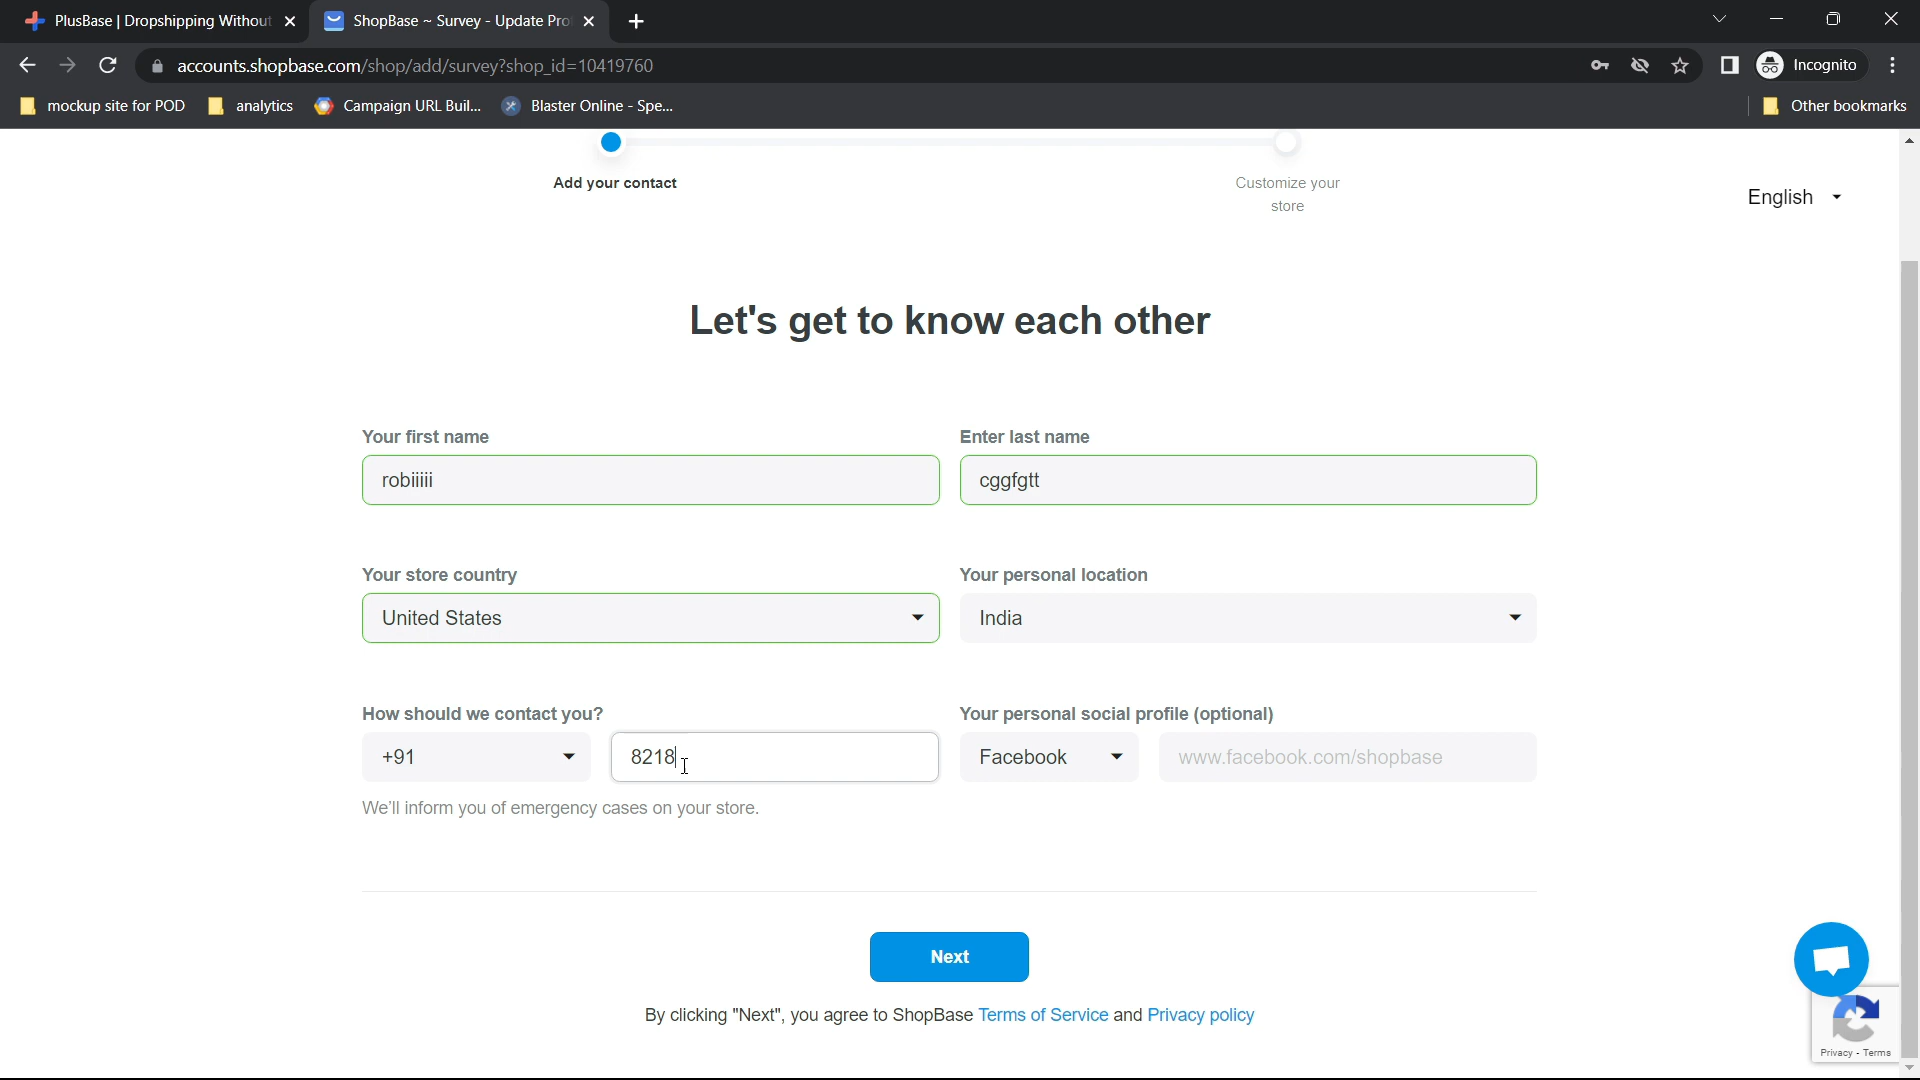 PlusBase | Dropshipping Without
ShopBase ~ Survey - Update Pro
accounts.shopbase.com/shop/add/survey?shop_id=10419760
Incognito
mockup site for POD
analytics
Campaign URL Buil...
Blaster Online - Spe...
Other bookmarks
Add your contact
Customize your
store
English
Let's get to know each other
Your first name
Enter last name
robiiiii
cggfgtt
Your store country
Your personal location
United States
India
How should we contact you?
Your personal social profile (optional)
+91
8218
Facebook
www.facebook.com/shopbase
We'll inform you of emergency cases on your store.
Next
By clicking "Next", you agree to ShopBase Terms of Service and Privacy policy
Privacy - Terms